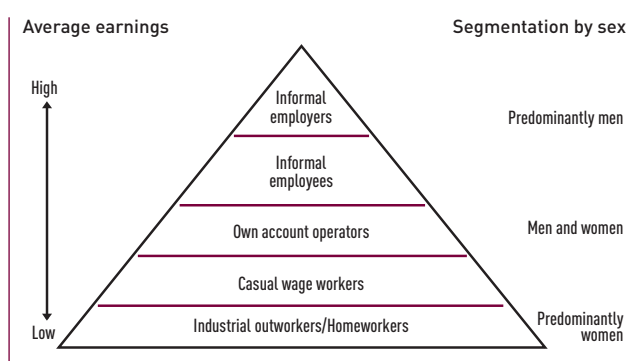 Average earnings
Segmentation by sex
High
Informal
employers
Predominantly men
Informal
employees
Own account operators
Men and women
Casual wage workers
Low
Industrial outworkers/Homeworkers
Predominantly
women